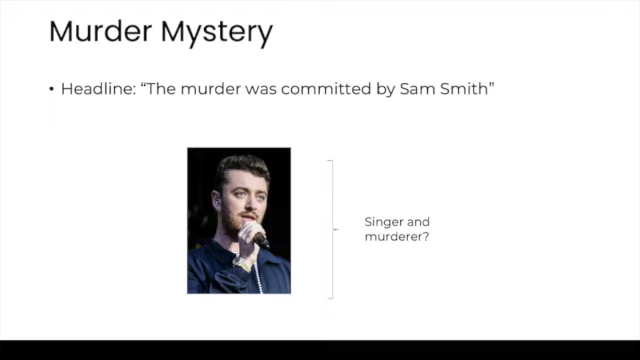 Murder Mystery
• Headline: “The murder was committed by Sam Smith”
Singer and
murderer?